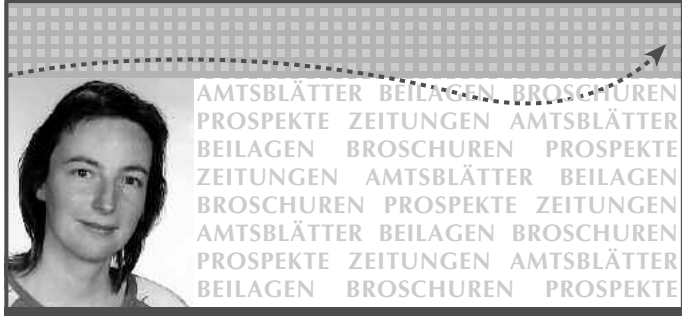 AMTSBLÄTTER BEILAGEN BROSCHUREN
PROSPEKTE ZEITUNGEN AMTSBLÄTTER
BEILAGEN BROSCHUREN PROSPEKTE
ZEITUNGEN AMTSBLÄTTER BEILAGEN
BROSCHUREN PROSPEKTE ZEITUNGEN
AMTSBLÄTTER BEILAGEN BROSCHUREN
PROSPEKTE ZEITUNGEN AMTSBLÄTTER
BEILAGEN BROSCHUREN PROSPEKTE